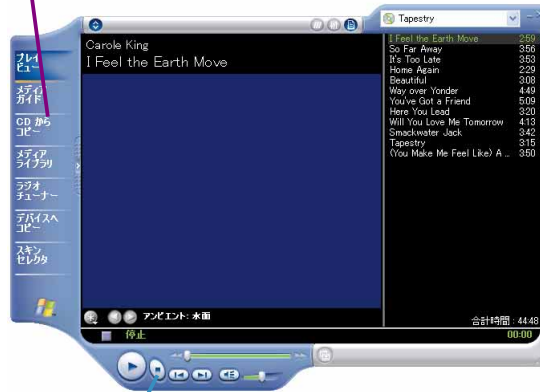 Tapestry
Carole King
I Feel the Earth Move
プレイ
ビュー
メディア
ガイド
CD から
コピー
メディア
ライブラリ
ラジオ
チューナー
デバイスへ
コピー
スキン
セレクタ
I Feel the Earth Move 2:59
So Far Away 3:56
It's Too Late 3:53
Home Again 2:29
Beautiful 3:08
Way over Yonder 4:49
You've Got a Friend 5:09
Here You Lead 3:20
Will You Love Me Tomorrow 4:13
Smackwater Jack 3:42
Tapestry 3:15
(You Make Me Feel Like) A ... 3:50
アンビエント: 水面
合計時間 : 44:48
停止 00:00